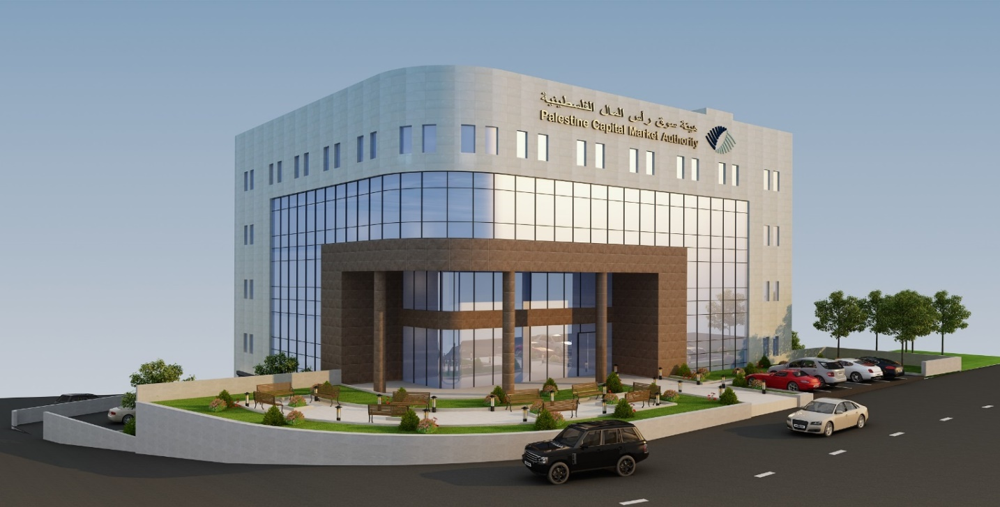 هيئة سوق رأس المال الفلسطينية
Palestine Capital Market Authority